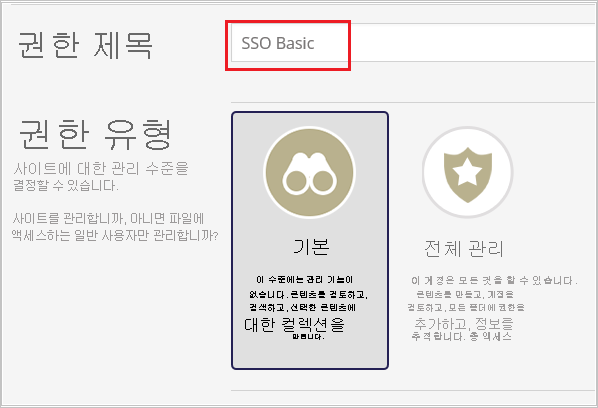 권한 제목
SSO Basic
권한 유형
사이트에 대한 관리 수준을
결정할 수 있습니다.
사이트를 관리합니까, 아니면 파일에
액세스하는 일반 사용자만 관리합니까?
기본
이 수준에는 관리 기능이
없습니다. 콘텐츠를 검토하고,
검색하고, 선택한 콘텐츠에
대한 컬렉션을
만듭니다.
전체 관리
이 계정은 모든 것을 할 수 있습니다.
콘텐츠를 만들고, 계정을
검토하고, 모든 폴더에 권한을
추가하고, 정보를
추적합니다. 총 액세스